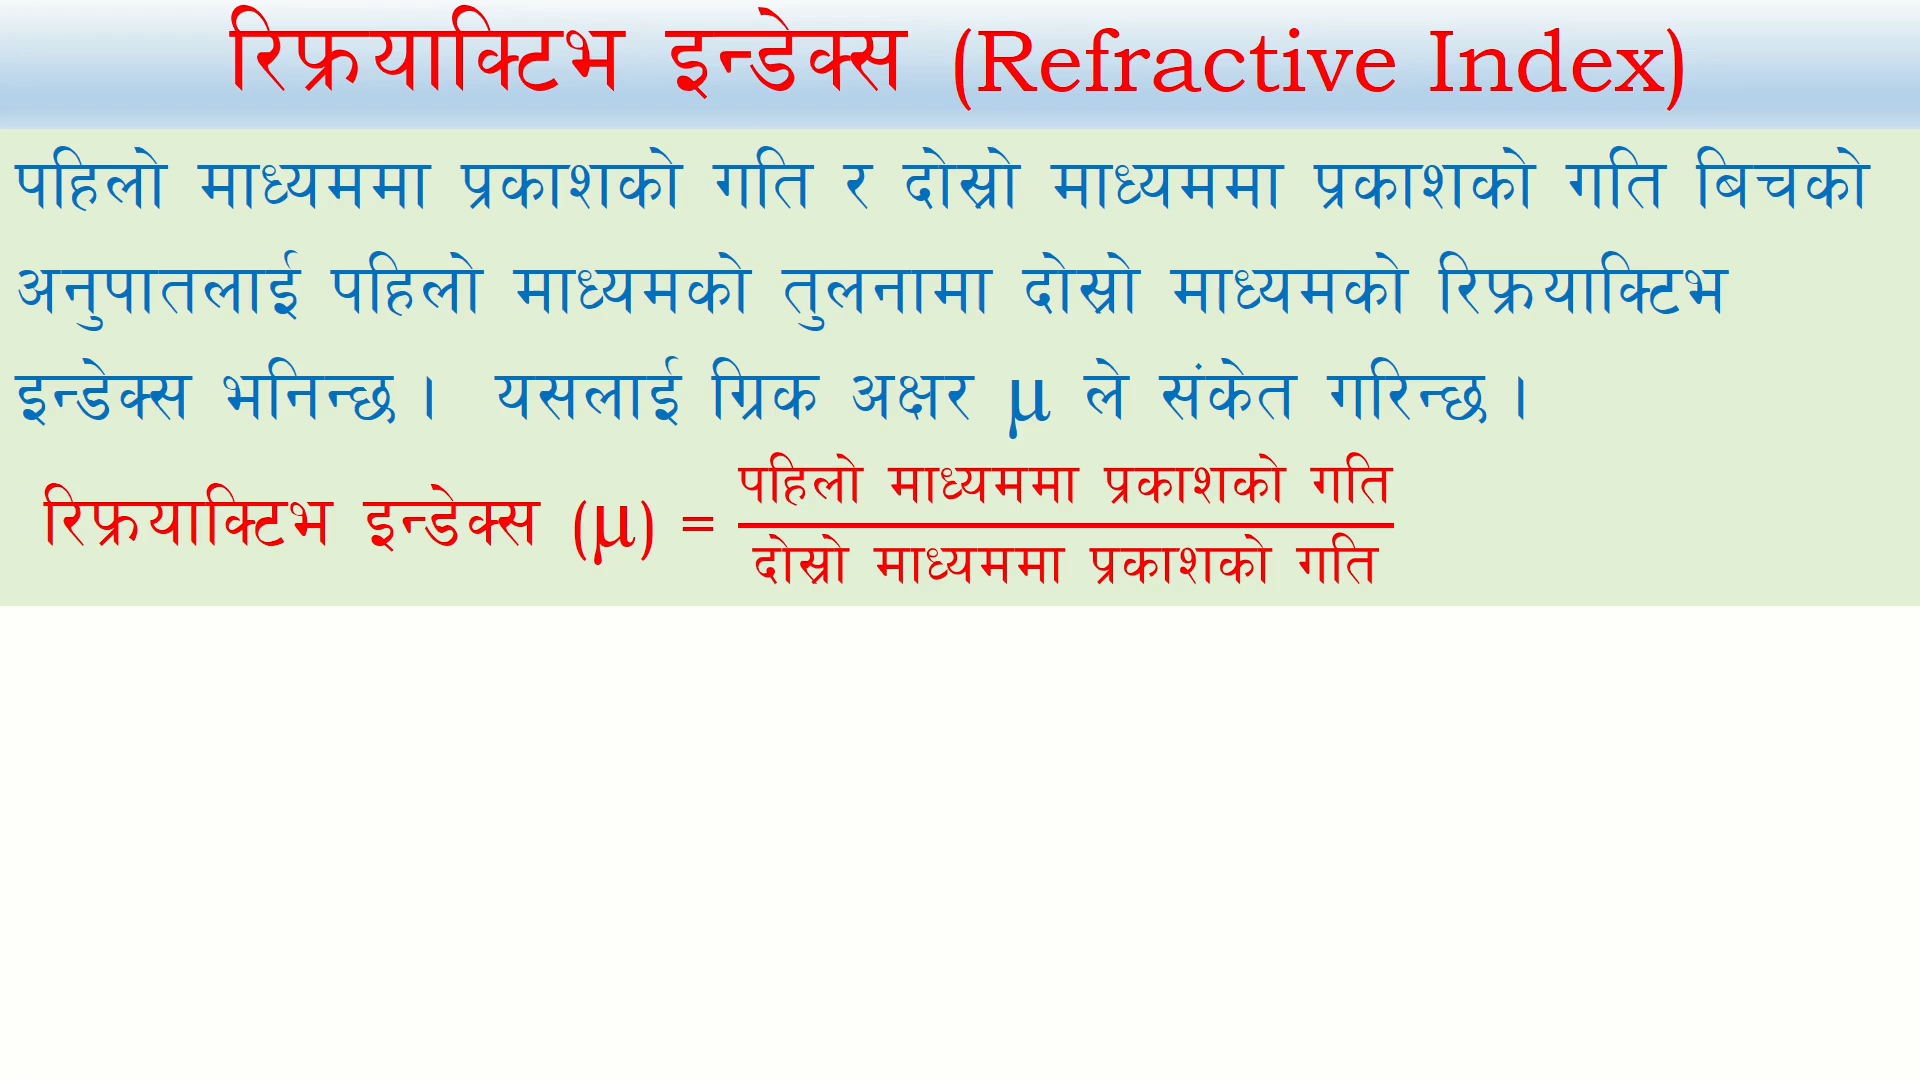 रिफ्रयाक्टिभ इन्डेक्स (Refractive Index)
पहिलो माध्यममा प्रकाशको गति र दोस्रो माध्यममा प्रकाशको गति बिचको
अनुपातलाई पहिलो माध्यमको तुलनामा दोस्रो माध्यमको रिफ्रयाक्टिभ
इन्डेक्स भनिन्छ । यसलाई ग्रिक अक्षर μ ले संकेत गरिन्छ ।
रिफ्रयाक्टिभ इन्डेक्स (μ) = पहिलो माध्यममा प्रकाशको गति
दोस्रो माध्यममा प्रकाशको गति